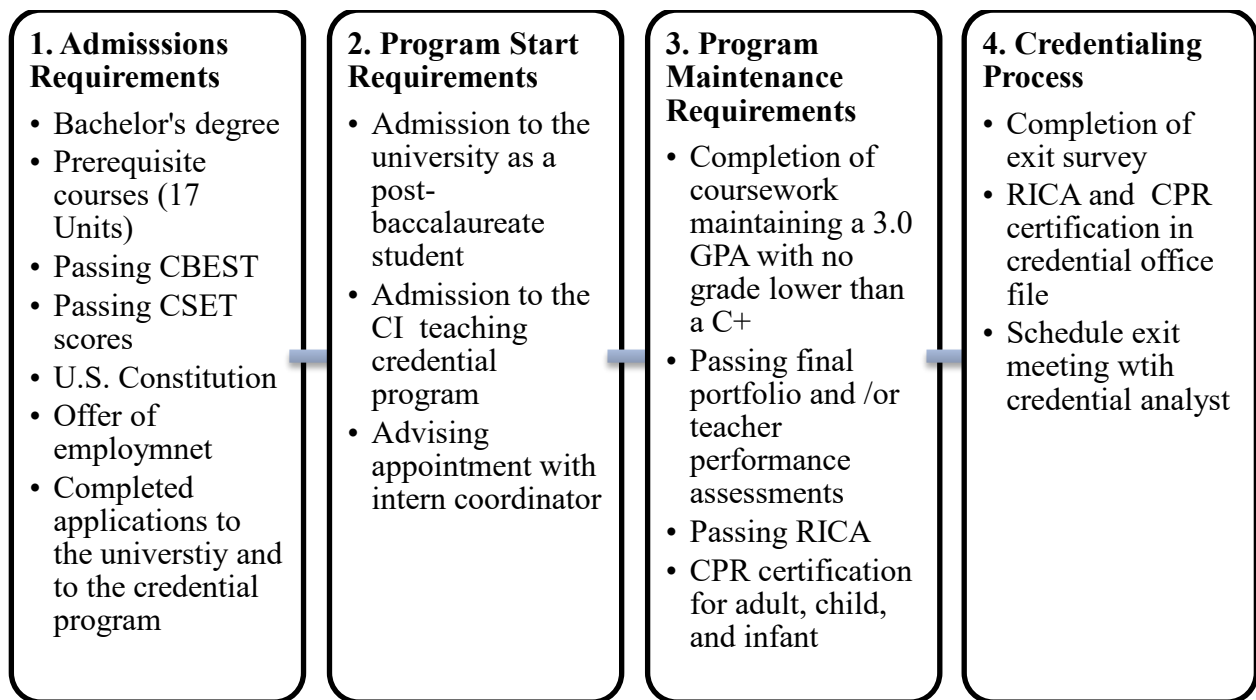 1. Admisssions
Requirements
• Bachelor's degree
• Prerequisite
courses (17
Units)
• Passing CBEST
• Passing CSET
scores
• U.S. Constitution
• Offer of
employmnet
• Completed
applications to
the universtiy and
to the credential
program
2. Program Start
Requirements
• Admission to the
university as a
post-
baccalaureate
student
• Admission to the
CI teaching
credential
program
• Advising
appointment with
intern coordinator
3. Program
Maintenance
Requirements
• Completion of
coursework
maintaining a 3.0
GPA with no
grade lower than
a C+
• Passing final
portfolio and /or
teacher
performance
assessments
• Passing RICA
• CPR certification
for adult, child,
and infant
4. Credentialing
Process
• Completion of
exit survey
• RICA and CPR
certification in
credential office
file
• Schedule exit
meeting wtih
credential analyst